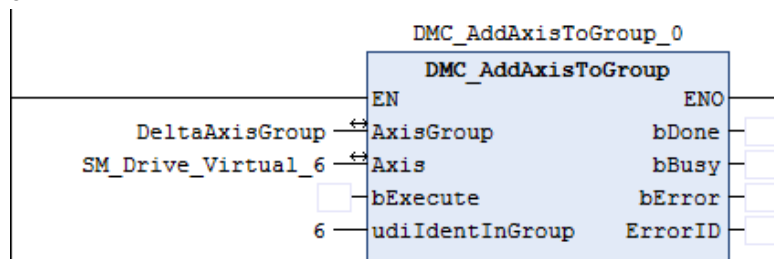 DMC_AddAxisToGroup_0
DMC_AddAxisToGroup
EN ENO
DeltaAxisGroup AxisGroup bDone
SM_Drive_Virtual_6 Axis bBusy
bExecute bError
6 udiIdentInGroup ErrorID